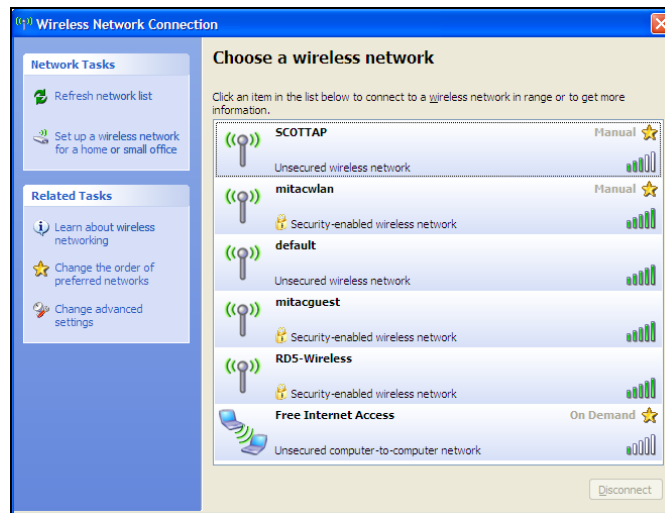 Wireless Network Connection
Network Tasks
Refresh network list
Set up a wireless network
for a home or small office
Related Tasks
Learn about wireless
networking
Change the order of
preferred networks
Change advanced
settings
Choose a wireless network
Click an item in the list below to connect to a wireless network in range or to get more
information.
SCOTTAP Manual
Unsecured wireless network
mitacwlan Manual
Security-enabled wireless network
default
Unsecured wireless network
mitacguest
Security-enabled wireless network
RD5-Wireless
Security-enabled wireless network
Free Internet Access On Demand
Unsecured computer-to-computer network
Disconnect